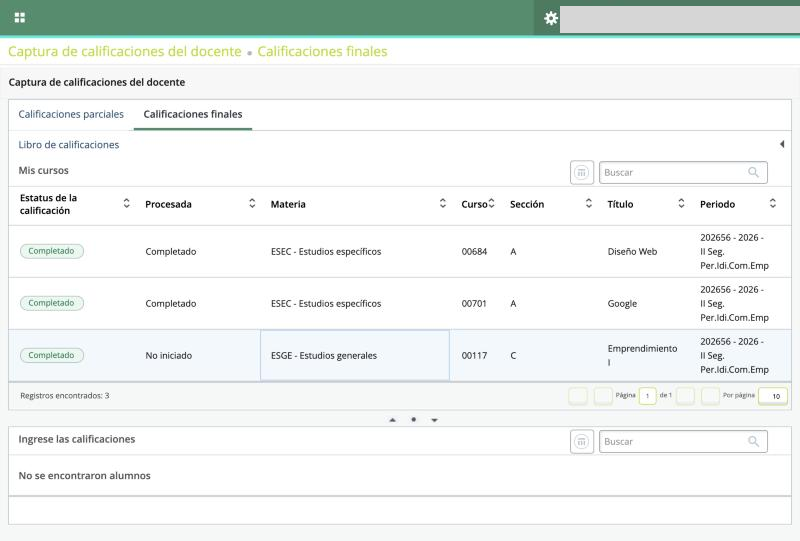 Captura de calificaciones del docente • Calificaciones finales
Captura de calificaciones del docente
Calificaciones parciales Calificaciones finales
Libro de calificaciones
Mis cursos Buscar
Estatus de la calificación Procesada Materia Curso Sección Título Periodo
Completado Completado ESEC - Estudios específicos 00684 A Diseño Web 202656 - 2026 - II Seg. Per.Idi.Com.Emp
Completado Completado ESEC - Estudios específicos 00701 A Google 202656 - 2026 - II Seg. Per.Idi.Com.Emp
Completado No iniciado ESGE - Estudios generales 00117 C Emprendimiento I 202656 - 2026 - II Seg. Per.Idi.Com.Emp
Registros encontrados: 3 Página 1 de 1 Por página 10
Ingrese las calificaciones Buscar
No se encontraron alumnos